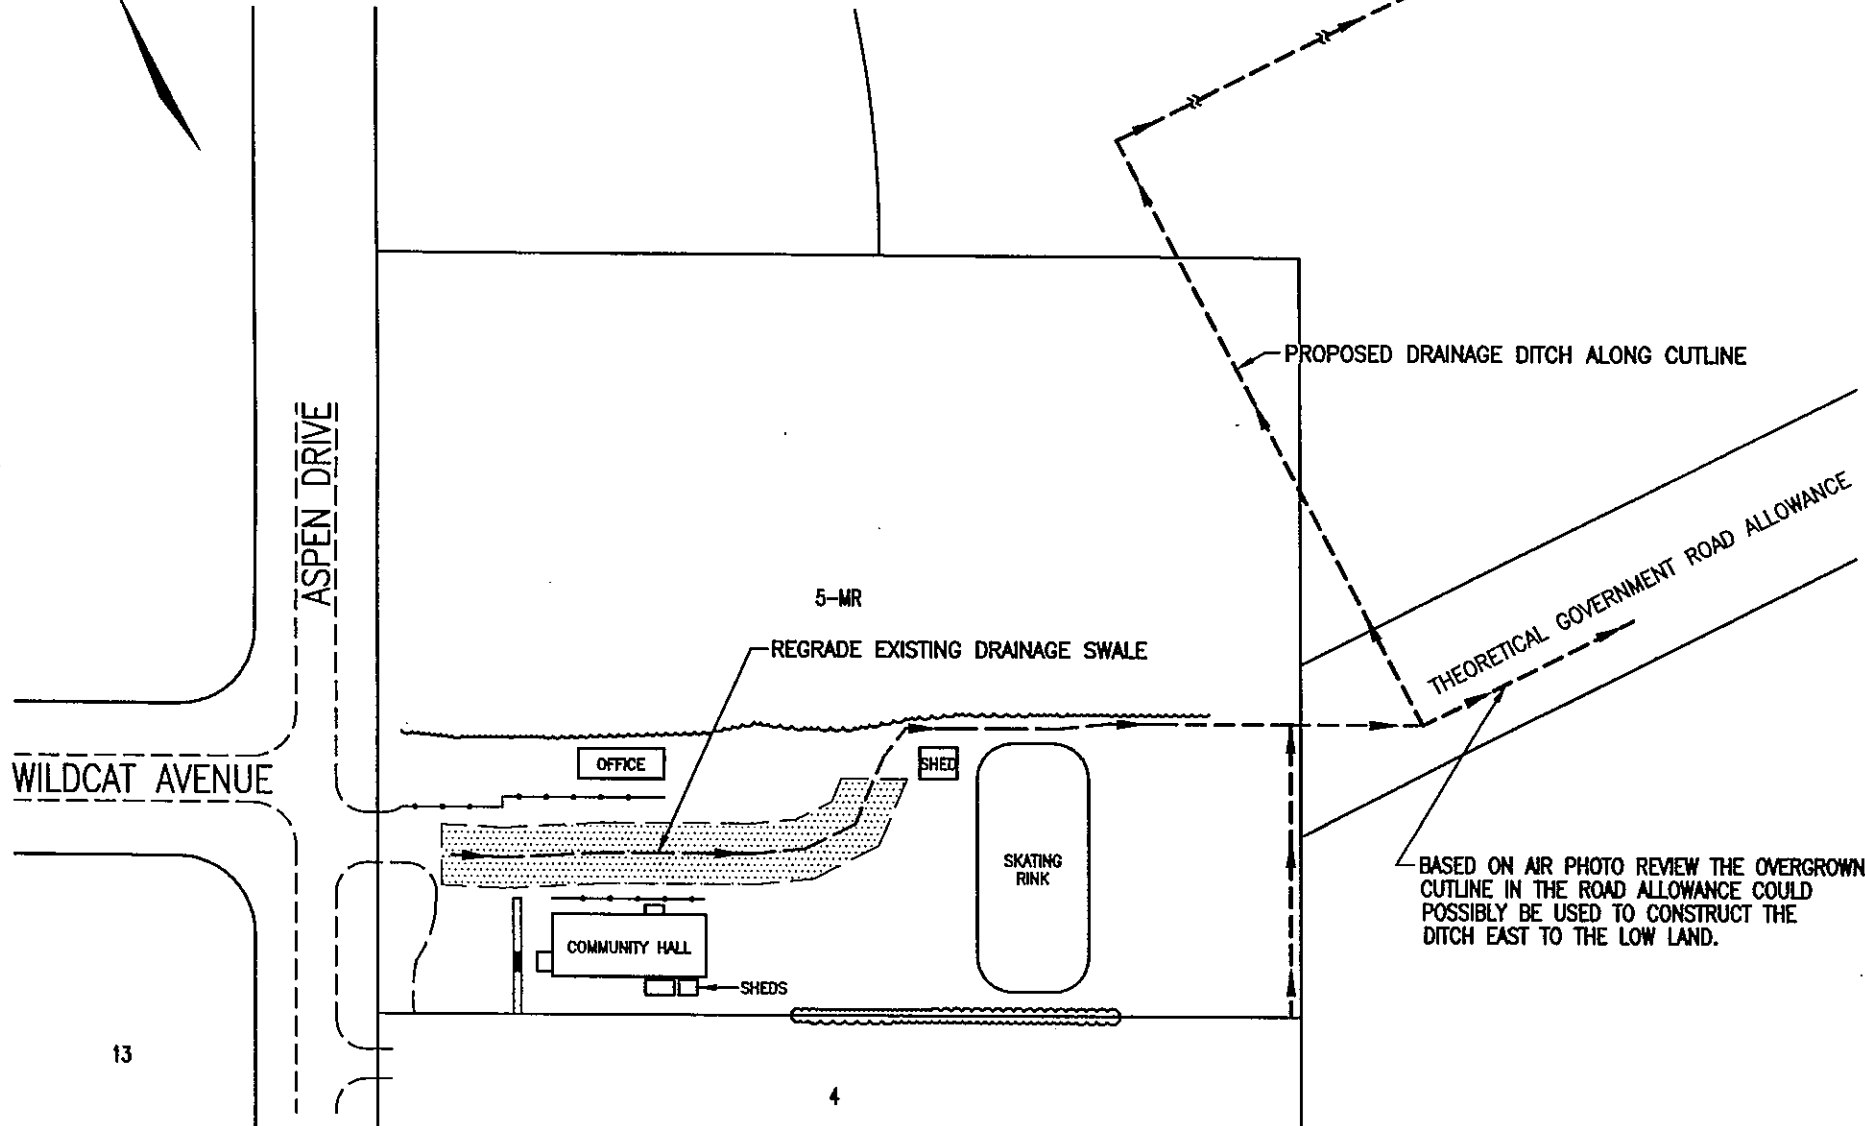 PROPOSED DRAINAGE DITCH ALONG CUTLINE
ASPEN DRIVE
THEORETICAL GOVERNMENT ROAD ALLOWANCE
5-MR
REGRADE EXISTING DRAINAGE SWALE
WILDCAT AVENUE
OFFICE
SHED
SKATING
RINK
BASED ON AIR PHOTO REVIEW THE OVERGROWN
CUTLINE IN THE ROAD ALLOWANCE COULD
POSSIBLY BE USED TO CONSTRUCT THE
DITCH EAST TO THE LOW LAND.
COMMUNITY HALL
SHEDS
13
4